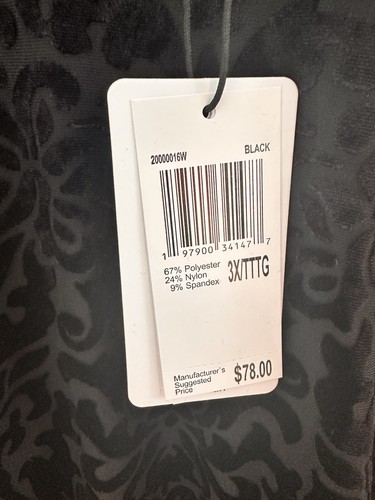 20000016W BLACK
1 97900 34147 7
67% Polyester
24% Nylon
9% Spandex
3X/TTTG
Manufacturer's
Suggested
Price
$78.00